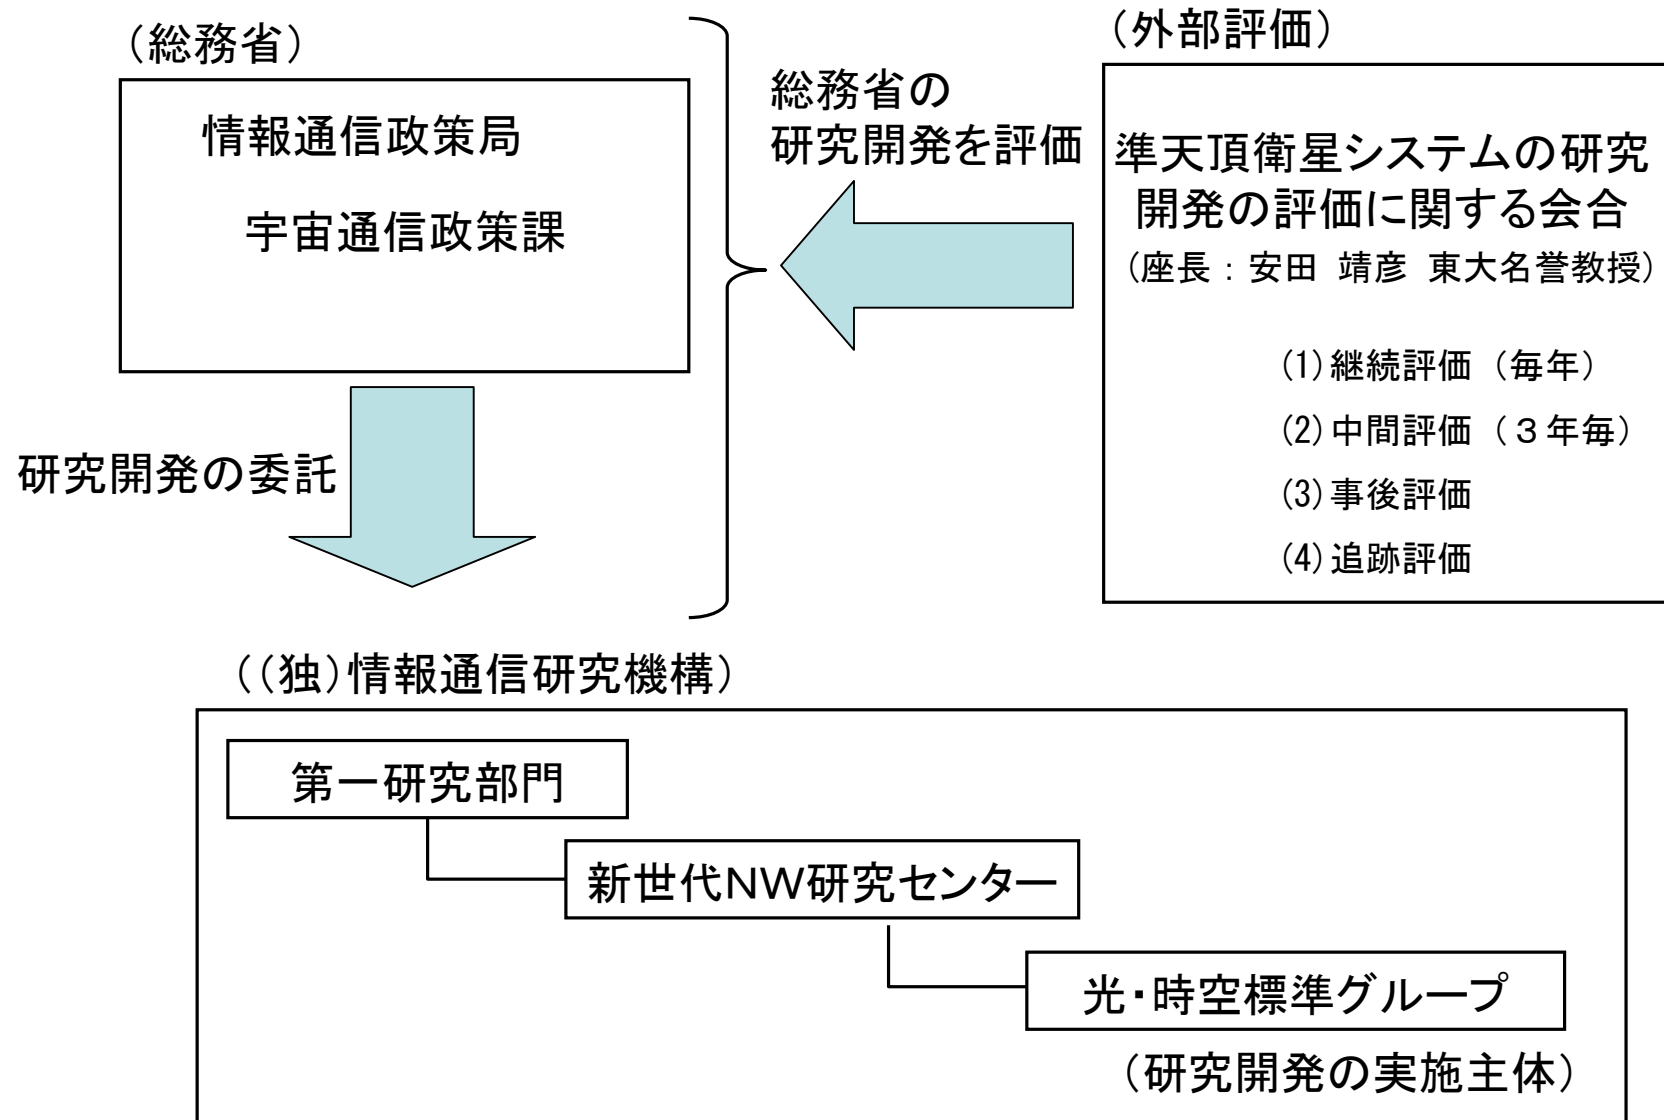 （総務省）
情報通信政策局
宇宙通信政策課
総務省の
研究開発を評価
（外部評価）
準天頂衛星システムの研究
開発の評価に関する会合
（座長：安田 靖彦 東大名誉教授）
(1)継続評価（毎年）
(2)中間評価（３年毎）
(3)事後評価
(4)追跡評価
研究開発の委託
（（独）情報通信研究機構）
第一研究部門
新世代NW研究センター
光・時空標準グループ
（研究開発の実施主体）